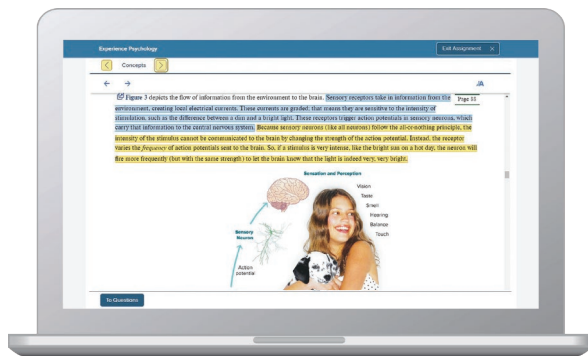 Experience Psychology
Exit Assignment ×
Concepts
Figure 3 depicts the flow of information from the environment to the brain. Sensory receptors take in information from the
Page 88
environment, creating local electrical currents. These currents are graded; that means they are sensitive to the intensity of
stimulation, such as the difference between a dim and a bright light. These receptors trigger action potentials in sensory neurons, which
carry that information to the central nervous system. Because sensory neurons (like all neurons) follow the all-or-nothing principle, the
intensity of the stimulus cannot be communicated to the brain by changing the strength of the action potential. Instead, the receptor
varies the frequency of action potentials sent to the brain. So, if a stimulus is very intense, like the bright sun on a hot day, the neuron will
fire more frequently (but with the same strength) to let the brain know that the light is indeed very, very bright.
Sensation and Perception
Vision
Taste
Smell
Hearing
Balance
Touch
Sensory
Neuron
Action
potential
To Questions